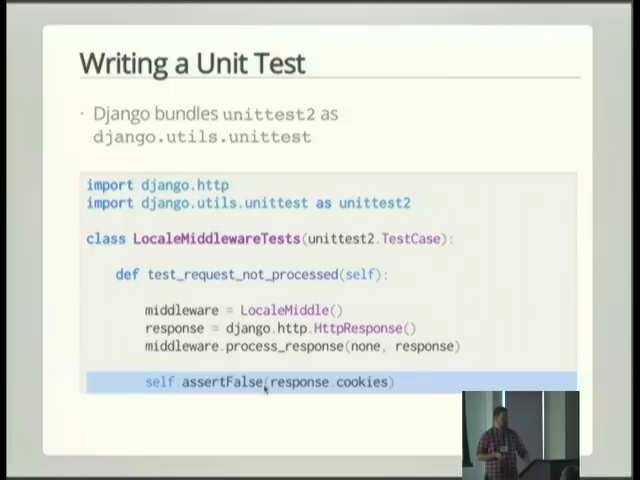 Writing a Unit Test
· Django bundles unittest2 as
django.utils.unittest
import django.http
import django.utils.unittest as unittest2
class LocaleMiddlewareTests(unittest2.TestCase):
def test_request_not_processed(self):
middleware = LocaleMiddle()
response = django.http.HttpResponse()
middleware.process_response(none, response)
self.assertFalse(response.cookies)